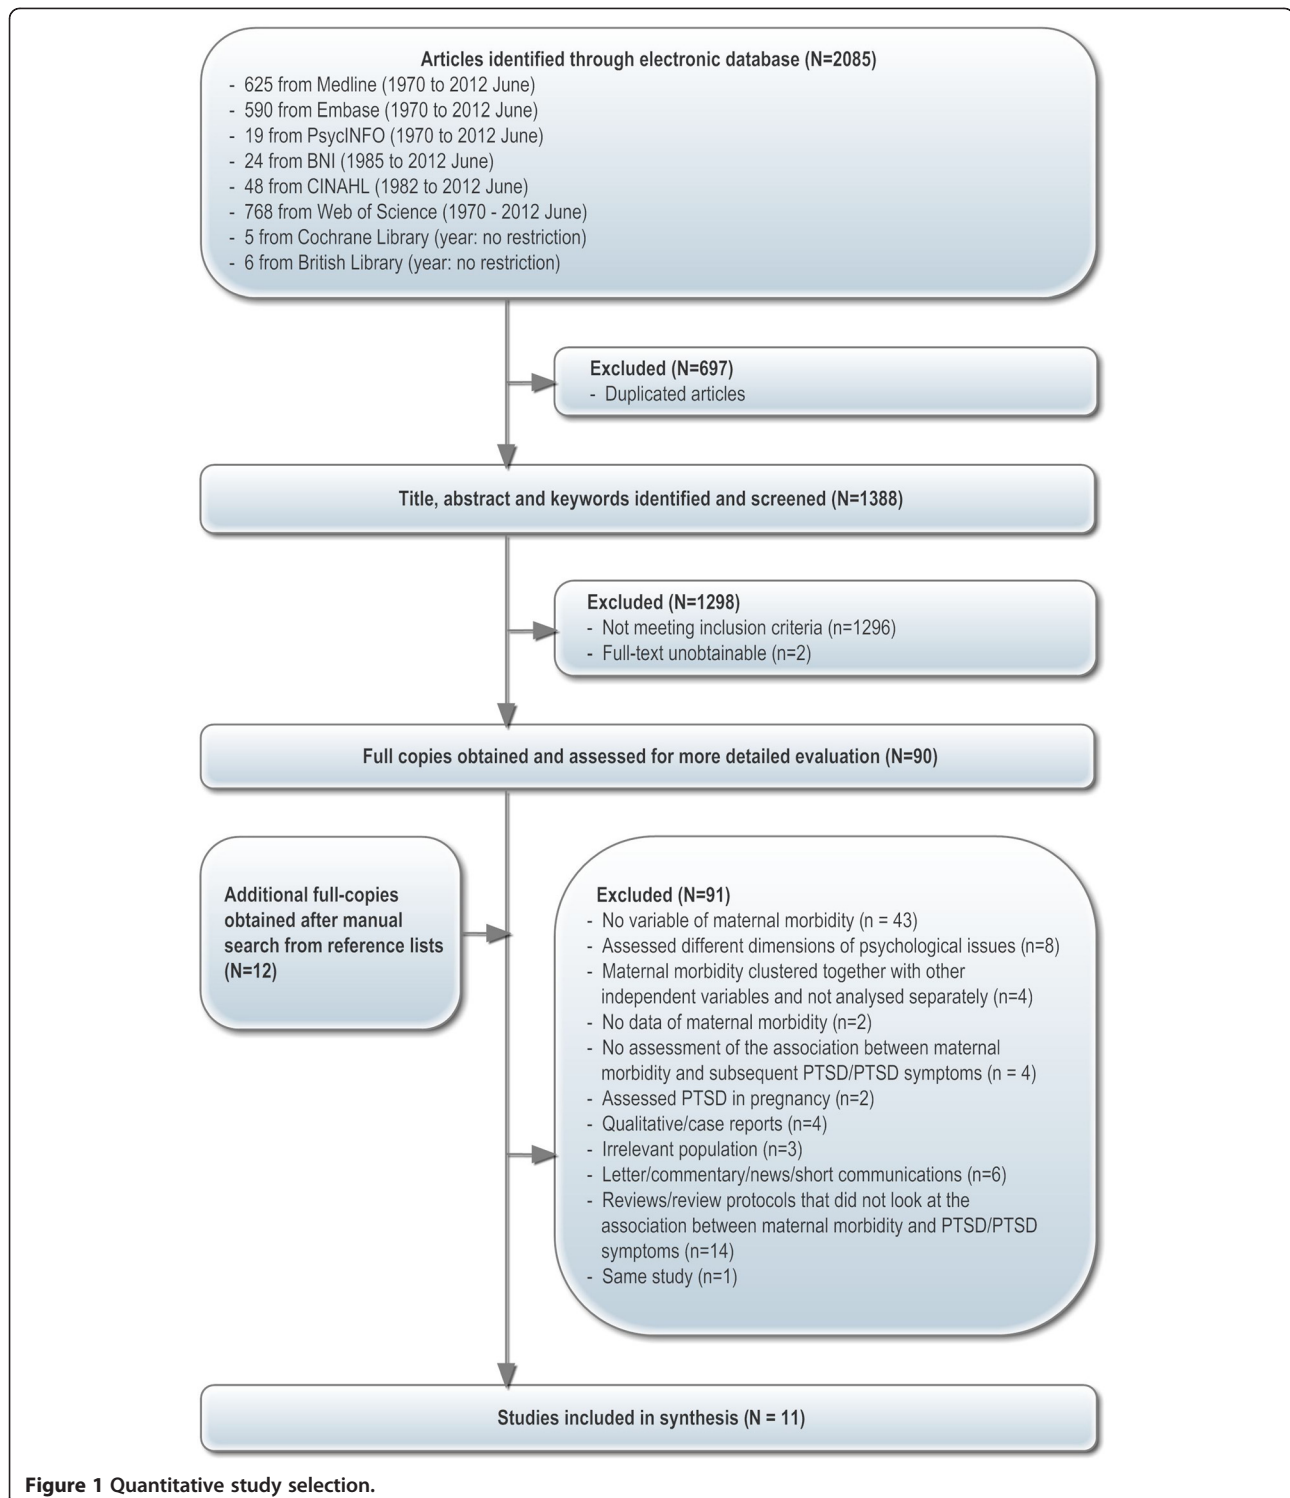 Articles identified through electronic database (N=2085)
- 625 from Medline (1970 to 2012 June)
- 590 from Embase (1970 to 2012 June)
- 19 from PsycINFO (1970 to 2012 June)
- 24 from BNI (1985 to 2012 June)
- 48 from CINAHL (1982 to 2012 June)
- 768 from Web of Science (1970 - 2012 June)
- 5 from Cochrane Library (year: no restriction)
- 6 from British Library (year: no restriction)
Excluded (N=697)
- Duplicated articles
Title, abstract and keywords identified and screened (N=1388)
Excluded (N=1298)
- Not meeting inclusion criteria (n=1296)
- Full-text unobtainable (n=2)
Full copies obtained and assessed for more detailed evaluation (N=90)
Additional full-copies
obtained after manual
search from reference lists
(N=12)
Excluded (N=91)
- No variable of maternal morbidity (n = 43)
- Assessed different dimensions of psychological issues (n=8)
- Maternal morbidity clustered together with other
independent variables and not analysed separately (n=4)
- No data of maternal morbidity (n=2)
- No assessment of the association between maternal
morbidity and subsequent PTSD/PTSD symptoms (n = 4)
- Assessed PTSD in pregnancy (n=2)
- Qualitative/case reports (n=4)
- Irrelevant population (n=3)
- Letter/commentary/news/short communications (n=6)
- Reviews/review protocols that did not look at the
association between maternal morbidity and PTSD/PTSD
symptoms (n=14)
- Same study (n=1)
Studies included in synthesis (N = 11)
Figure 1 Quantitative study selection.